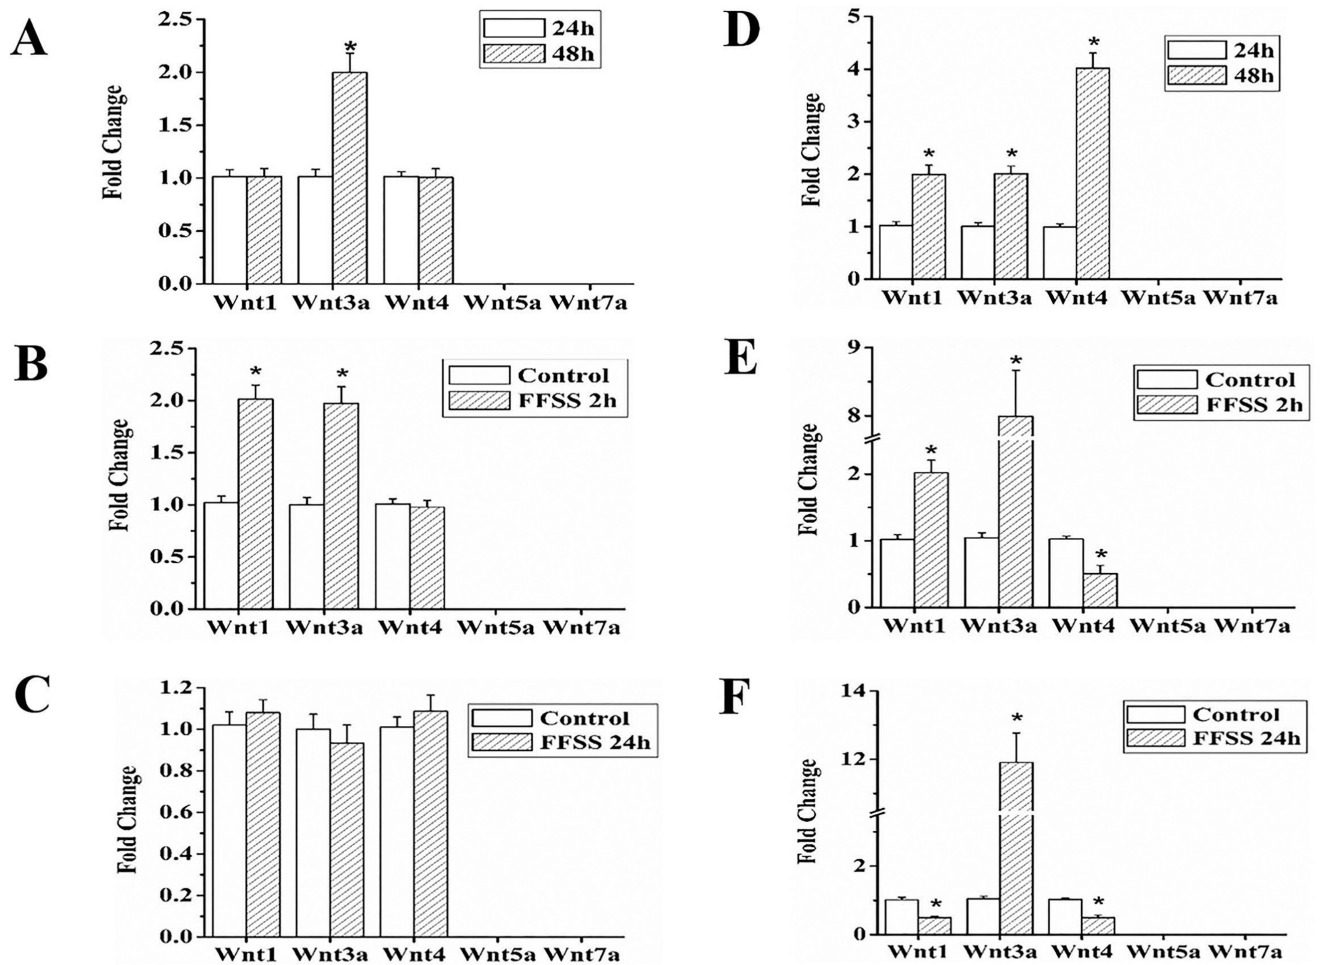 A
2.5
2.0
1.5
1.0
0.5
0.0
Fold Change
*
24h
48h
Wnt1 Wnt3a Wnt4 Wnt5a Wnt7a
B
2.5
2.0
1.5
1.0
0.5
0.0
Fold Change
* *
Control
FFSS 2h
Wnt1 Wnt3a Wnt4 Wnt5a Wnt7a
C
1.2
1.0
0.8
0.6
0.4
0.2
0.0
Fold Change
Control
FFSS 24h
Wnt1 Wnt3a Wnt4 Wnt5a Wnt7a
D
5
4
3
2
1
0
Fold Change
* * *
24h
48h
Wnt1 Wnt3a Wnt4 Wnt5a Wnt7a
E
9
8
2
1
0
Fold Change
* * *
Control
FFSS 2h
Wnt1 Wnt3a Wnt4 Wnt5a Wnt7a
F
14
12
2
0
Fold Change
* * *
Control
FFSS 24h
Wnt1 Wnt3a Wnt4 Wnt5a Wnt7a